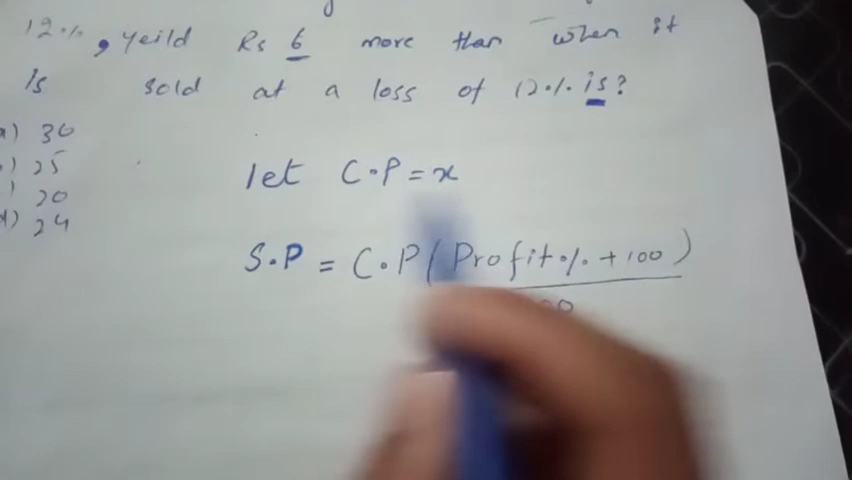 12%, yeild Rs 6 more than when it
Is sold at a loss of 12% is?
a) 30
) 25
) 20
d) 24
let C.P = x
S.P = C.P (Profit% + 100)